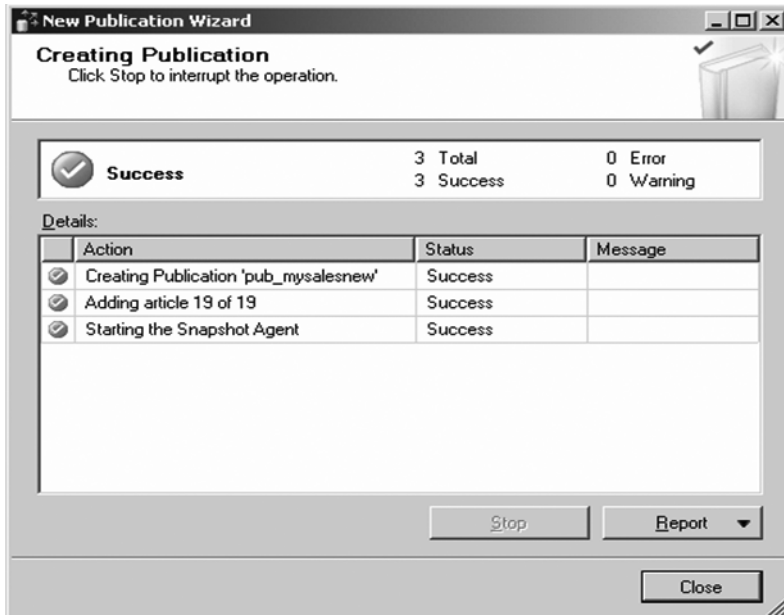 New Publication Wizard
Creating Publication
Click Stop to interrupt the operation.
Success 3 Total 0 Error
3 Success 0 Warning
Details:
Action Status Message
Creating Publication 'pub_mysalesnew' Success
Adding article 19 of 19 Success
Starting the Snapshot Agent Success
Stop Report
Close